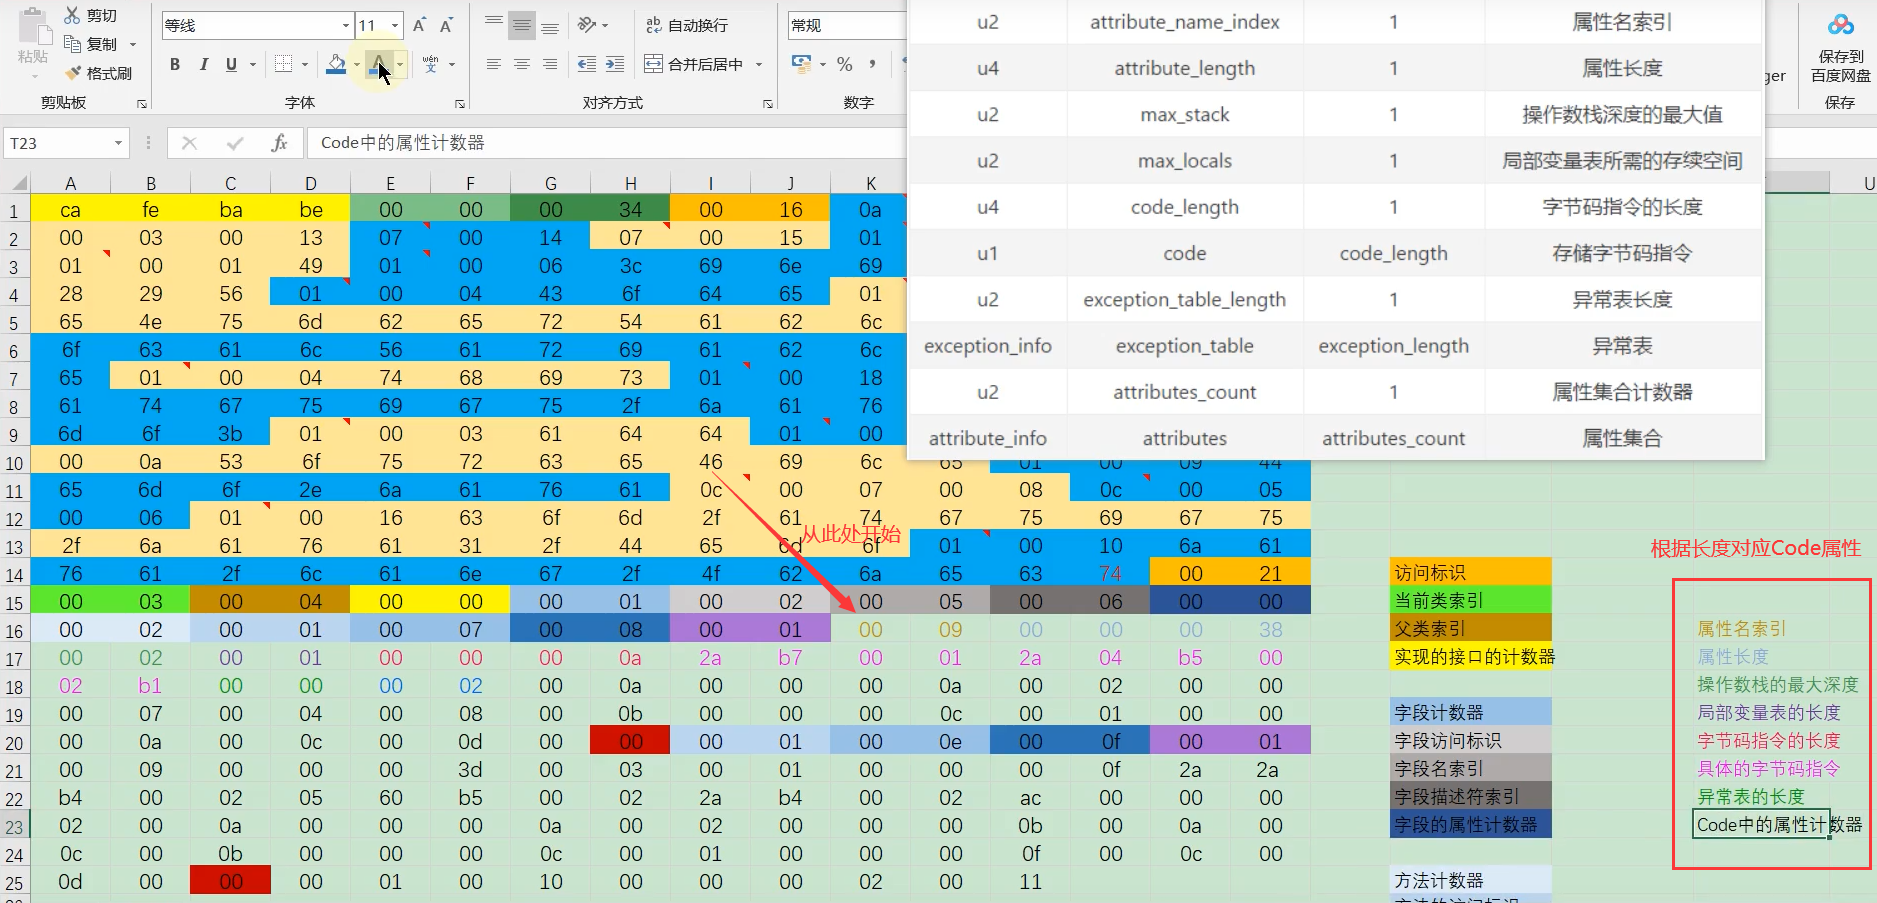 剪切
等线 11
自动换行
常规
粘贴
复制
格式刷
B I U
wén
文
合并后居中
%
保存到
百度网盘
ger
剪贴板
字体
对齐方式
数字
保存
T23
fx
Code中的属性计数器
u2 attribute_name_index 1 属性名索引
u4 attribute_length 1 属性长度
u2 max_stack 1 操作数栈深度的最大值
u2 max_locals 1 局部变量表所需的存续空间
u4 code_length 1 字节码指令的长度
u1 code code_length 存储字节码指令
u2 exception_table_length 1 异常表长度
exception_info exception_table exception_length 异常表
u2 attributes_count 1 属性集合计数器
attribute_info attributes attributes_count 属性集合
A B C D E F G H I J K U
1 ca fe ba be 00 00 00 34 00 16 0a
2 00 03 00 13 07 00 14 07 00 15 01
3 01 00 01 49 01 00 06 3c 69 6e 69
4 28 29 56 01 00 04 43 6f 64 65 01
5 65 4e 75 6d 62 65 72 54 61 62 6c
6 6f 63 61 6c 56 61 72 69 61 62 6c
7 65 01 00 04 74 68 69 73 01 00 18
8 61 74 67 75 69 67 75 2f 6a 61 76
9 6d 6f 3b 01 00 03 61 64 64 01 00
10 00 0a 53 6f 75 72 63 65 46 69 6c 65 01 00 09 44
11 65 6d 6f 2e 6a 61 76 61 0c 00 07 00 08 0c 00 05
12 00 06 01 00 16 63 6f 6d 2f 61 74 67 75 69 67 75
从此处开始
13 2f 6a 61 76 61 31 2f 44 65 6d 6f 01 00 10 6a 61
根据长度对应Code属性
14 76 61 2f 6c 61 6e 67 2f 4f 62 6a 65 63 74 00 21 访问标识
15 00 03 00 04 00 00 00 01 00 02 00 05 00 06 00 00 当前类索引
16 00 02 00 01 00 07 00 08 00 01 00 09 00 00 00 38 父类索引 属性名索引
17 00 02 00 01 00 00 00 0a 2a b7 00 01 2a 04 b5 00 实现的接口的计数器 属性长度
18 02 b1 00 00 00 02 00 0a 00 00 00 0a 00 02 00 00 操作数栈的最大深度
19 00 07 00 04 00 08 00 0b 00 00 00 0c 00 01 00 00 字段计数器 局部变量表的长度
20 00 0a 00 0c 00 0d 00 00 00 01 00 0e 00 0f 00 01 字段访问标识 字节码指令的长度
21 00 09 00 00 00 3d 00 03 00 01 00 00 00 0f 2a 2a 字段名索引 具体的字节码指令
22 b4 00 02 05 60 b5 00 02 2a b4 00 02 ac 00 00 00 字段描述符索引 异常表的长度
23 02 00 0a 00 00 00 0a 00 02 00 00 00 0b 00 0a 00 字段的属性计数器 Code中的属性计数器
24 0c 00 0b 00 00 00 0c 00 01 00 00 00 0f 00 0c 00
25 0d 00 00 00 01 00 10 00 00 00 02 00 11 方法计数器